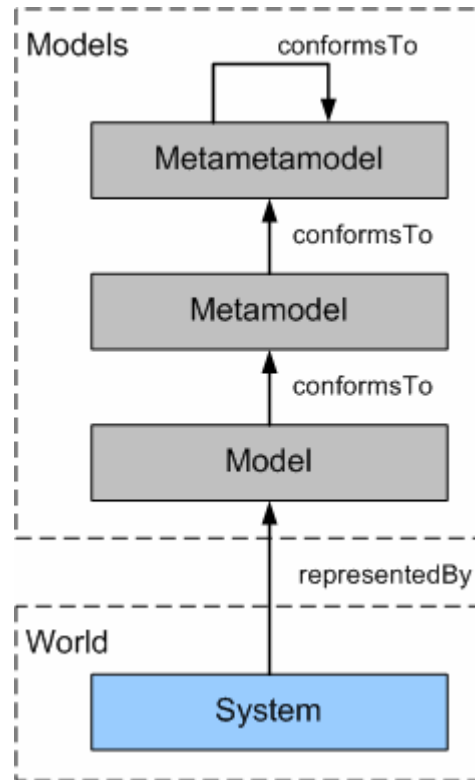 Models
conformsTo
Metametamodel
conformsTo
Metamodel
conformsTo
Model
representedBy
World
System